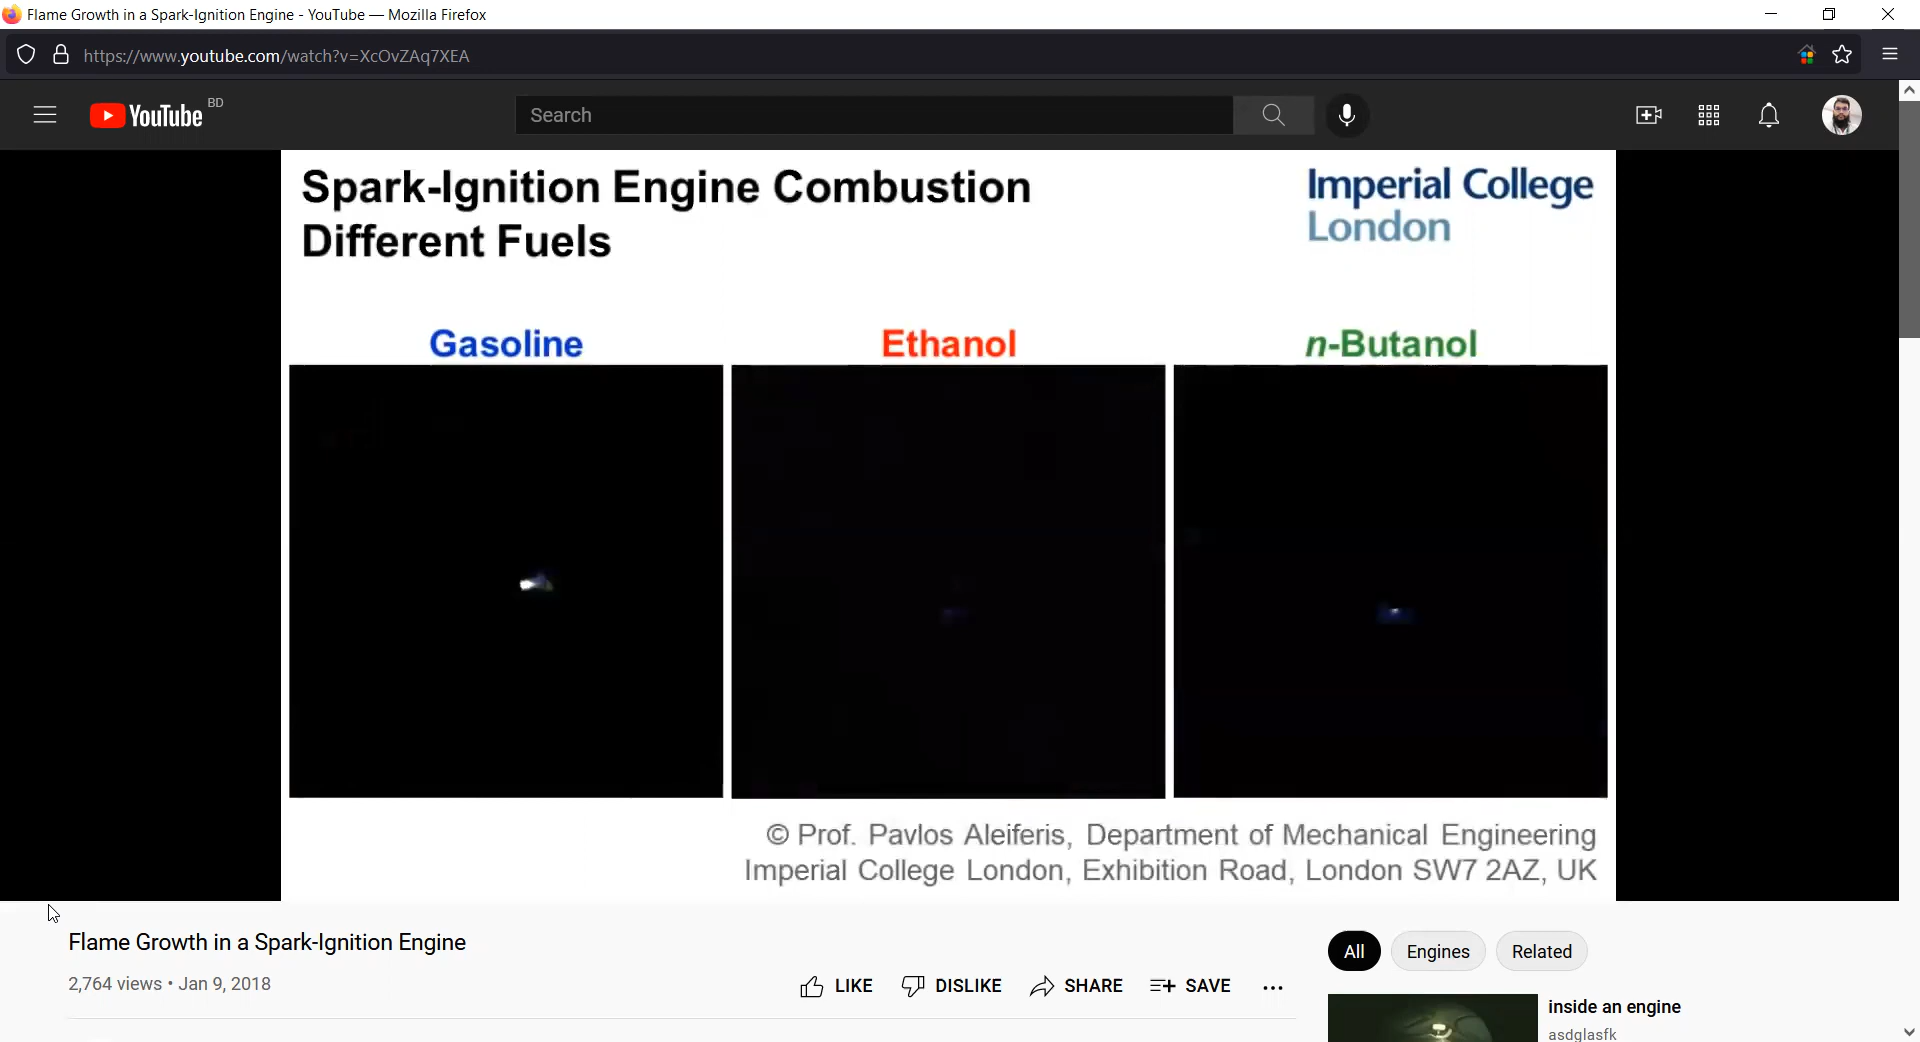 Flame Growth in a Spark-Ignition Engine - YouTube — Mozilla Firefox
https://www.youtube.com/watch?v=XcOvZAq7XEA
YouTube BD
Search
Spark-Ignition Engine Combustion
Different Fuels
Imperial College
London
Gasoline
Ethanol
n-Butanol
© Prof. Pavlos Aleiferis, Department of Mechanical Engineering
Imperial College London, Exhibition Road, London SW7 2AZ, UK
Flame Growth in a Spark-Ignition Engine
2,764 views • Jan 9, 2018
LIKE DISLIKE SHARE SAVE
All Engines Related
inside an engine
asdglasfk